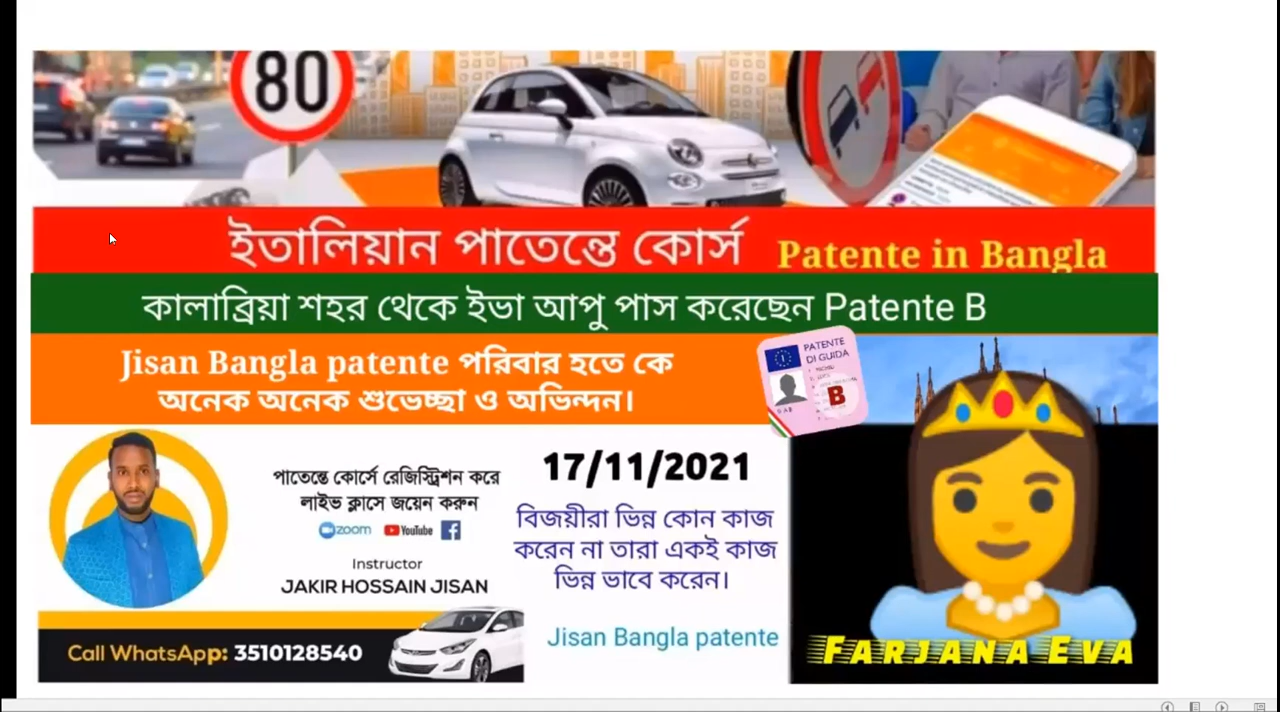 80
ইতালিয়ান পাতেন্তে কোর্স Patente in Bangla
কালাব্রিয়া শহর থেকে ইভা আপু পাস করেছেন Patente B
Jisan Bangla patente পরিবার হতে কে
অনেক অনেক শুভেচ্ছা ও অভিন্দন।
PATENTE
DI GUIDA
B
পাতেন্তে কোর্সে রেজিস্ট্রিশন করে
লাইভ ক্লাসে জয়েন করুন
zoom YouTube
Instructor
JAKIR HOSSAIN JISAN
Call WhatsApp: 3510128540
17/11/2021
বিজয়ীরা ভিন্ন কোন কাজ
করেন না তারা একই কাজ
ভিন্ন ভাবে করেন।
Jisan Bangla patente
FARJANA EVA